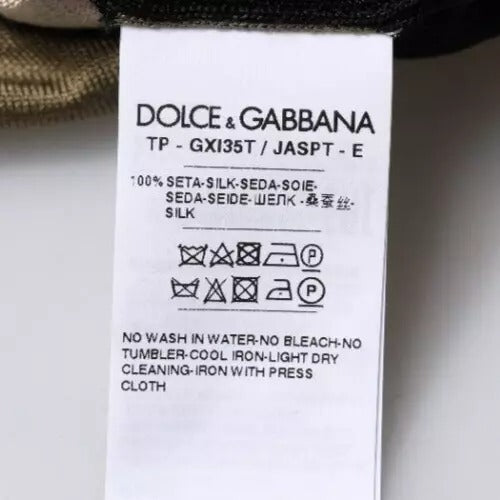 DOLCE & GABBANA
TP - GXI35T / JASPT - E
100% SETA-SILK-SEDA-SOIE-
SEDA-SEIDE-ШЕЛК -桑蚕丝-
SILK
P
P
NO WASH IN WATER-NO BLEACH-NO
TUMBLER-COOL IRON-LIGHT DRY
CLEANING-IRON WITH PRESS
CLOTH